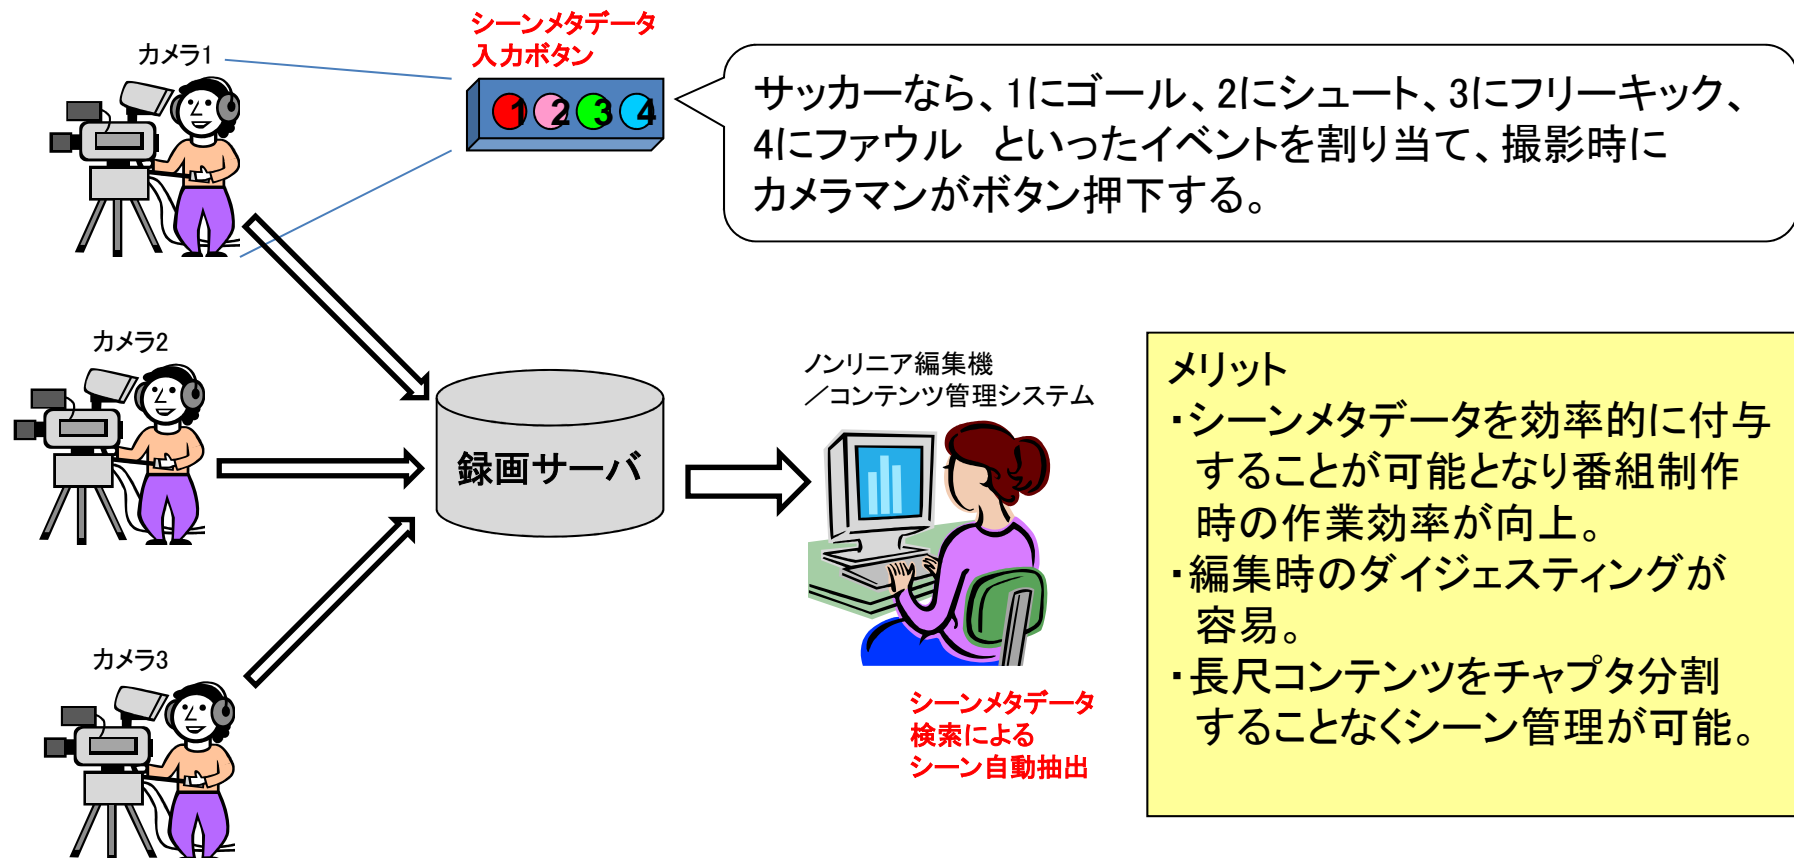 カメラ1
シーンメタデータ
入力ボタン
1 2 3 4
サッカーなら、1にゴール、2にシュート、3にフリーキック、
4にファウル　といったイベントを割り当て、撮影時に
カメラマンがボタン押下する。
カメラ2
録画サーバ
ノンリニア編集機
／コンテンツ管理システム
カメラ3
シーンメタデータ
検索による
シーン自動抽出
メリット
・シーンメタデータを効率的に付与
することが可能となり番組制作
時の作業効率が向上。
・編集時のダイジェスティングが
容易。
・長尺コンテンツをチャプタ分割
することなくシーン管理が可能。